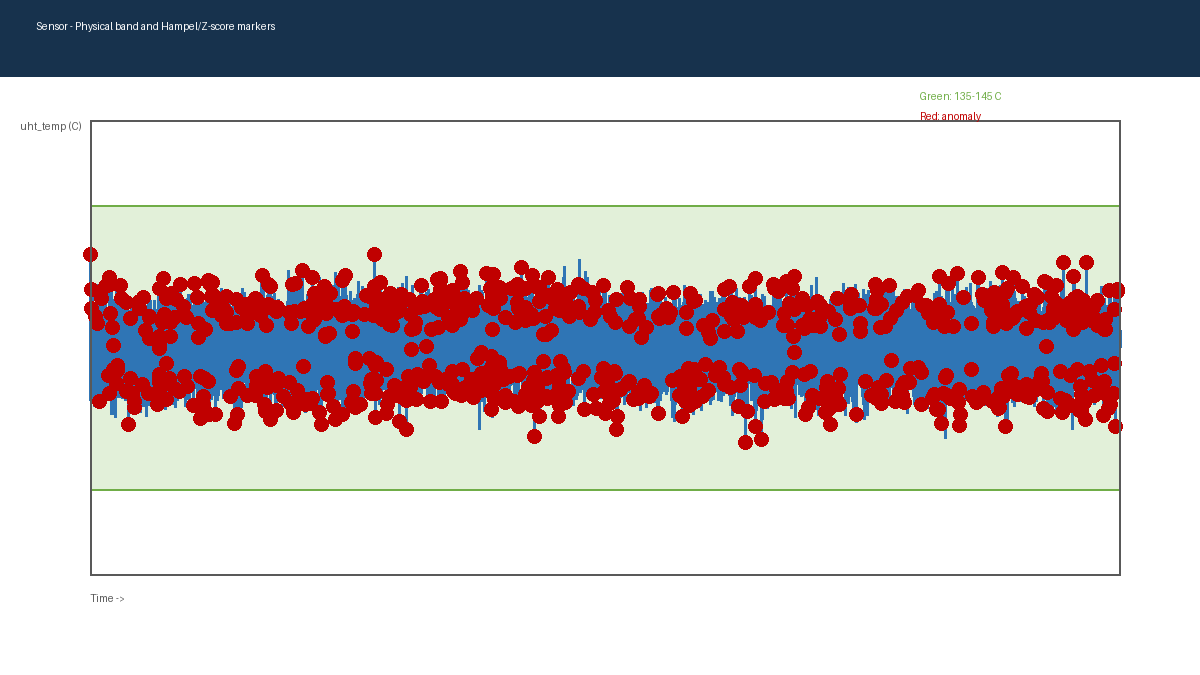 Sensor - Physical band and Hampel/Z-score markers
Green: 135-145 C
Red: anomaly
uht_temp (C)
Time ->